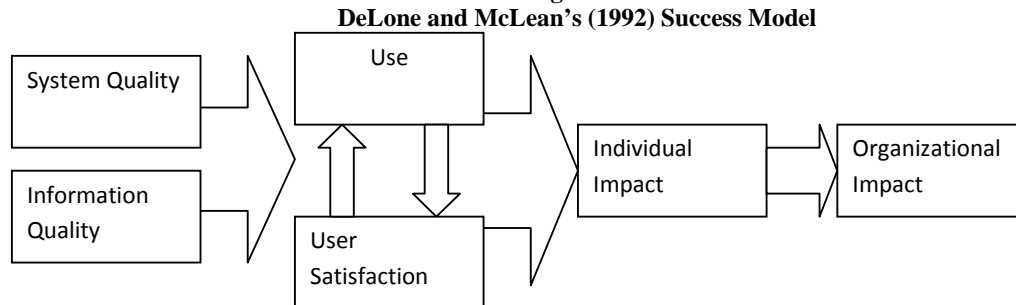 DeLone and McLean's (1992) Success Model
System Quality
Information
Quality
Use
User
Satisfaction
Individual
Impact
Organizational
Impact